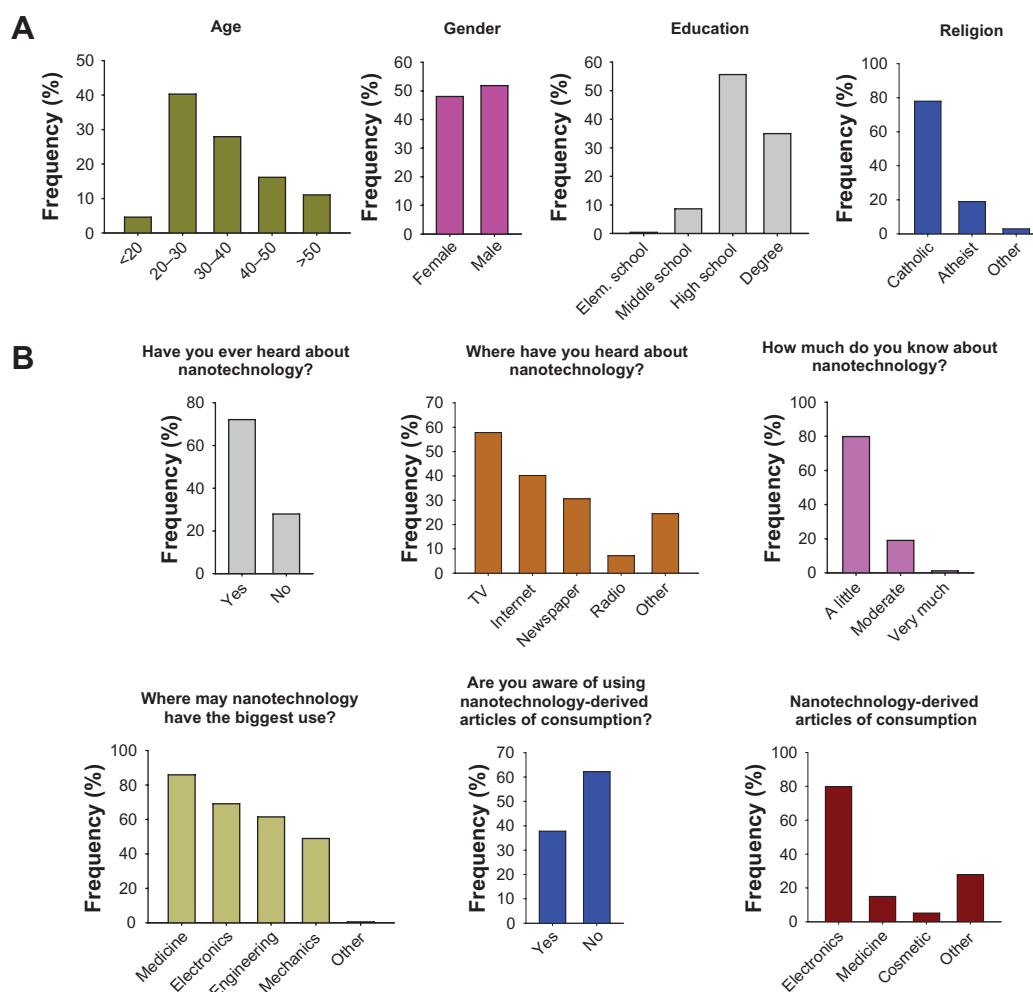 A
Age
Gender
Education
Religion
Frequency (%)
50
40
30
20
10
0
<20
20–30
30–40
40–50
>50
Frequency (%)
60
50
40
30
20
10
0
Female
Male
Frequency (%)
60
50
40
30
20
10
0
Elem. school
Middle school
High school
Degree
Frequency (%)
100
80
60
40
20
0
Catholic
Atheist
Other
B
Have you ever heard about
nanotechnology?
Frequency (%)
80
60
40
20
0
Yes
No
Where have you heard about
nanotechnology?
Frequency (%)
70
60
50
40
30
20
10
0
TV
Internet
Newspaper
Radio
Other
How much do you know about
nanotechnology?
Frequency (%)
100
80
60
40
20
0
A little
Moderate
Very much
Where may nanotechnology
have the biggest use?
Frequency (%)
100
80
60
40
20
0
Medicine
Electronics
Engineering
Mechanics
Other
Are you aware of using
nanotechnology-derived
articles of consumption?
Frequency (%)
70
60
50
40
30
20
10
0
Yes
No
Nanotechnology-derived
articles of consumption
Frequency (%)
100
80
60
40
20
0
Electronics
Medicine
Cosmetic
Other